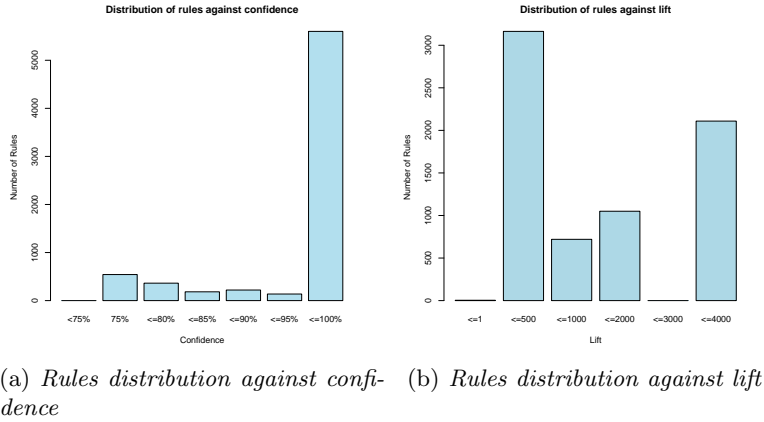 Distribution of rules against confidence
Number of Rules
0
1000
2000
3000
4000
5000
<75%
75%
<=80%
<=85%
<=90%
<=95%
<=100%
Confidence
(a) Rules distribution against confi-
dence
Distribution of rules against lift
Number of Rules
0
500
1000
1500
2000
2500
3000
<=1
<=500
<=1000
<=2000
<=3000
<=4000
Lift
(b) Rules distribution against lift